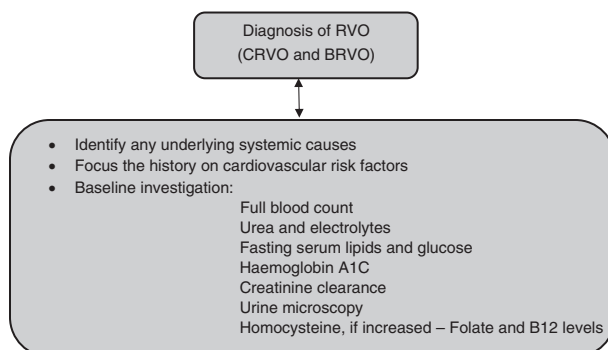 Diagnosis of RVO
(CRVO and BRVO)
• Identify any underlying systemic causes
• Focus the history on cardiovascular risk factors
• Baseline investigation:
Full blood count
Urea and electrolytes
Fasting serum lipids and glucose
Haemoglobin A1C
Creatinine clearance
Urine microscopy
Homocysteine, if increased – Folate and B12 levels